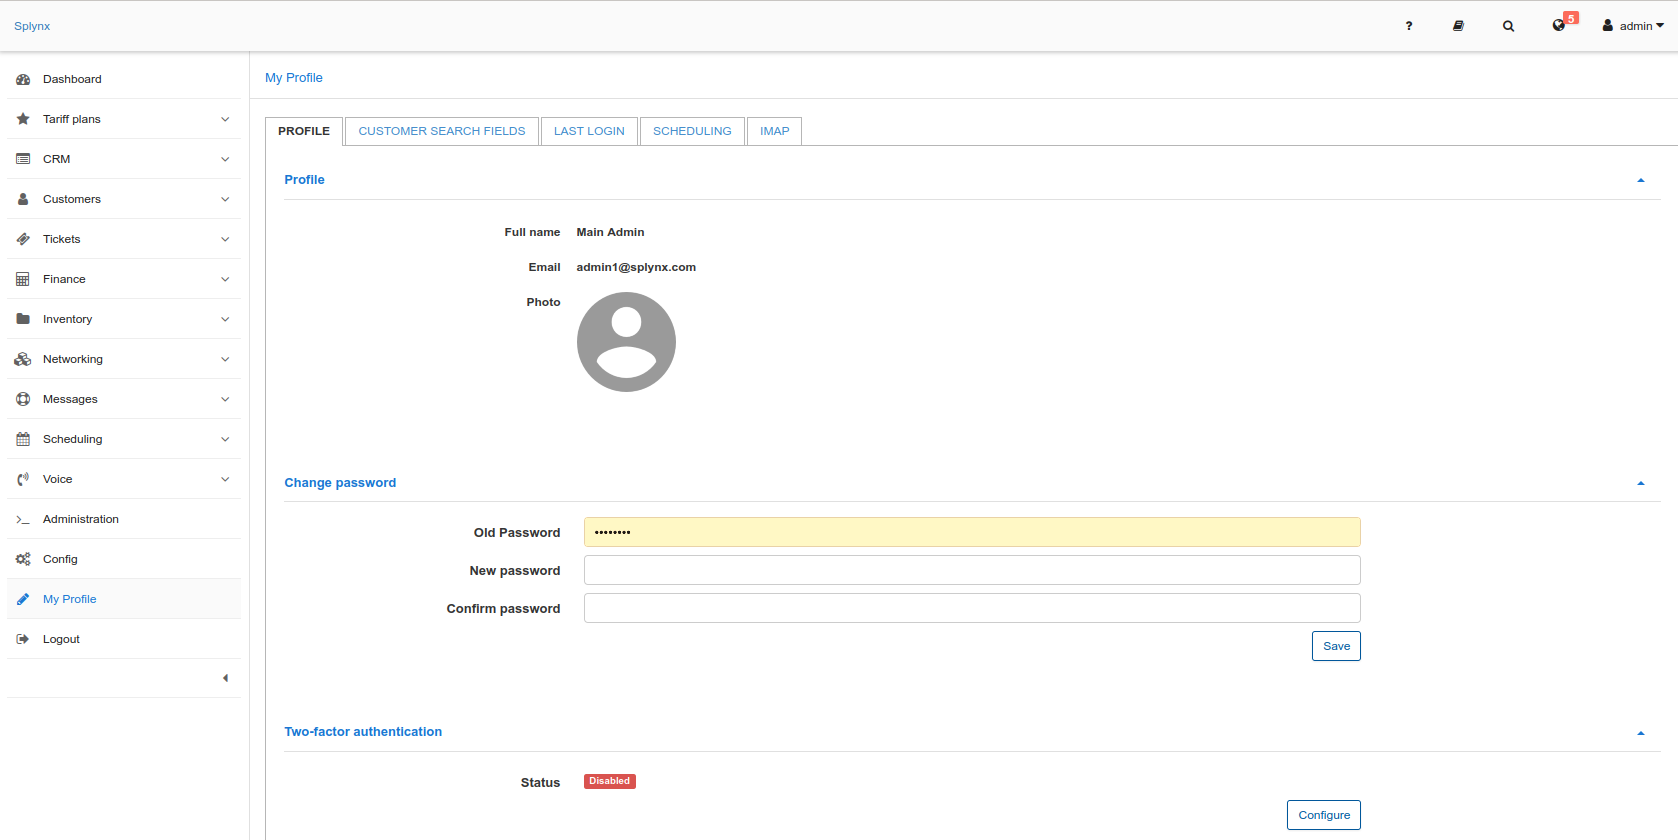 Splynx
? 5 admin
Dashboard
Tariff plans
CRM
Customers
Tickets
Finance
Inventory
Networking
Messages
Scheduling
Voice
Administration
Config
My Profile
Logout
My Profile
PROFILE CUSTOMER SEARCH FIELDS LAST LOGIN SCHEDULING IMAP
Profile
Full name Main Admin
Email admin1@splynx.com
Photo
Change password
Old Password ••••••••
New password
Confirm password
Save
Two-factor authentication
Status Disabled
Configure